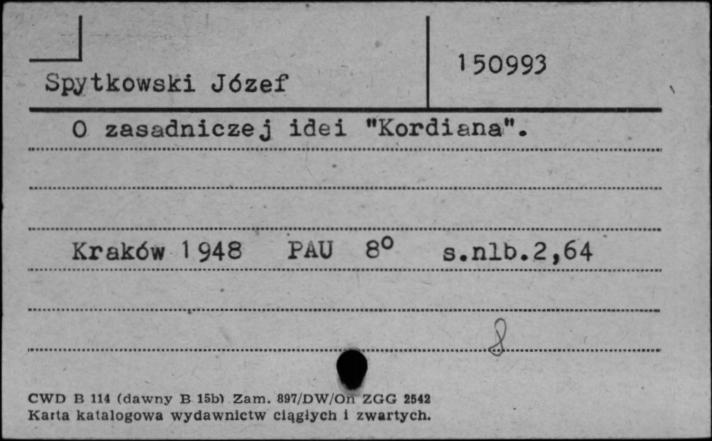 150993
Spytkowski Józef
O zasadniczej idei "Kordiana".
Kraków 1948 PAU 8° s.nlb.2,64
8
CWD B 114 (dawny B 15b) Zam. 897/DW/On ZGG 2542
Karta katalogowa wydawnictw ciągłych i zwartych.